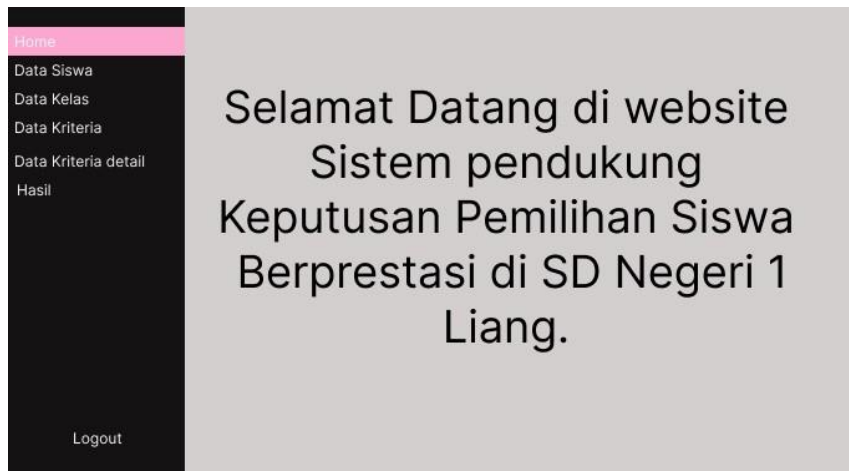 Home
Data Siswa
Data Kelas
Data Kriteria
Data Kriteria detail
Hasil
Logout
Selamat Datang di website
Sistem pendukung
Keputusan Pemilihan Siswa
Berprestasi di SD Negeri 1
Liang.